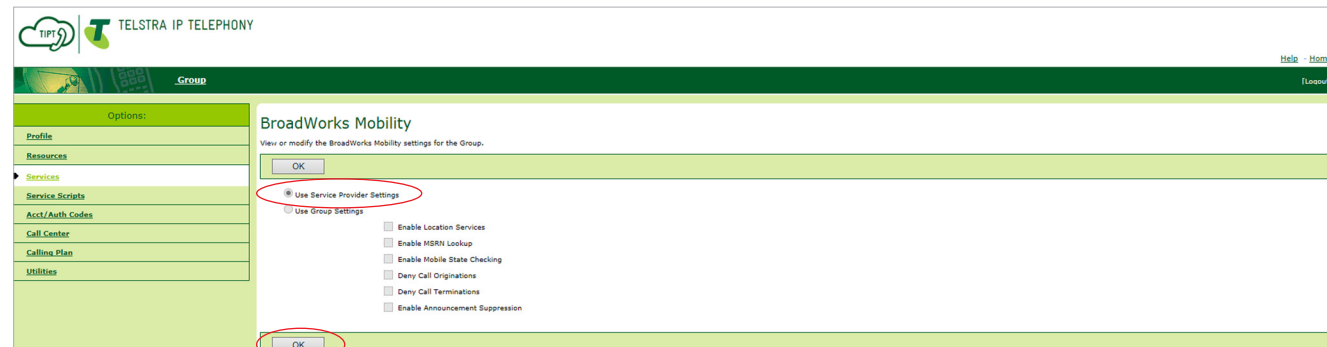 TIPT
TELSTRA IP TELEPHONY
Help - Hom
Group
[Logout
Options:
Profile
Resources
Services
Service Scripts
Acct/Auth Codes
Call Center
Calling Plan
Utilities
BroadWorks Mobility
View or modify the BroadWorks Mobility settings for the Group.
OK
Use Service Provider Settings
Use Group Settings
Enable Location Services
Enable MSRN Lookup
Enable Mobile State Checking
Deny Call Originations
Deny Call Terminations
Enable Announcement Suppression
OK